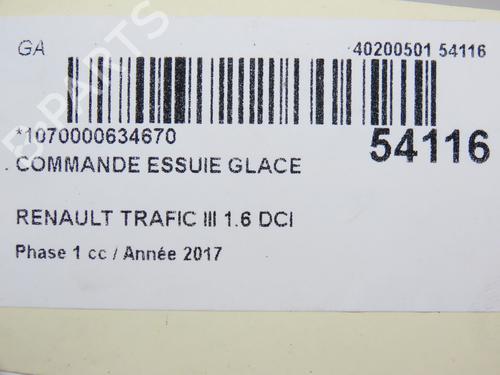 GA 40200501 54116
*1070000634670 54116
COMMANDE ESSUIE GLACE
RENAULT TRAFIC III 1.6 DCI
Phase 1 cc / Année 2017
B-PARTS